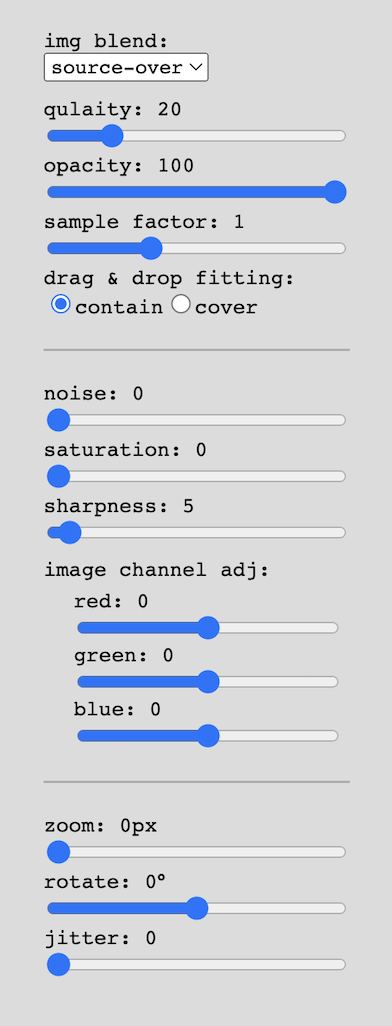 img blend:
source-over
qulaity: 20
opacity: 100
sample factor: 1
drag & drop fitting:
contain cover
noise: 0
saturation: 0
sharpness: 5
image channel adj:
red: 0
green: 0
blue: 0
zoom: 0px
rotate: 0°
jitter: 0